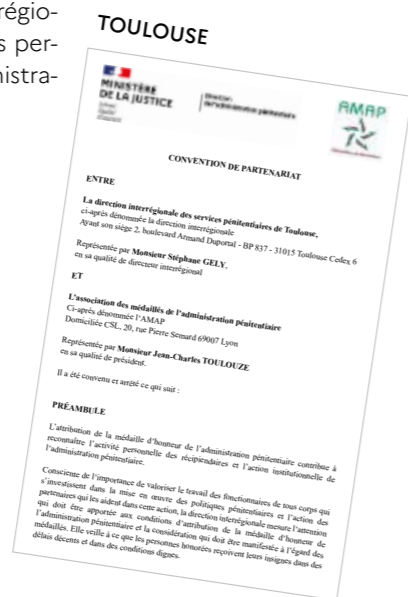 régio-
s per-
nistra-
TOULOUSE
MINISTÈRE
DE LA JUSTICE
Liberté
Égalité
Fraternité
Direction
de l'administration pénitentiaire
AMAP
CONVENTION DE PARTENARIAT
ENTRE
La direction interrégionale des services pénitentiaires de Toulouse,
ci-après dénommée la direction interrégionale
Ayant son siège 2, boulevard Armand Duportal - BP 837 - 31015 Toulouse Cedex 6
Représentée par Monsieur Stéphane GELY,
en sa qualité de directeur interrégional
ET
L'association des médaillés de l'administration pénitentiaire
Ci-après dénommée l'AMAP
Domiciliée CSL, 20, rue Pierre Semard 69007 Lyon
Représentée par Monsieur Jean-Charles TOULOUZE
en sa qualité de président.
Il a été convenu et arrêté ce qui suit :
PRÉAMBULE
L'attribution de la médaille d'honneur de l'administration pénitentiaire contribue à
reconnaître l'activité personnelle des récipiendaires et l'action institutionnelle de
l'administration pénitentiaire.
Consciente de l'importance de valoriser le travail des fonctionnaires de tous corps qui
s'investissent dans la mise en œuvre des politiques pénitentiaires et l'action des
partenaires qui les aident dans cette action, la direction interrégionale mesure l'attention
qui doit être apportée aux conditions d'attribution de la médaille d'honneur de
l'administration pénitentiaire et la considération qui doit être manifestée à l'égard des
médaillés. Elle veille à ce que les personnes honorées reçoivent leurs insignes dans des
délais décents et dans des conditions dignes.